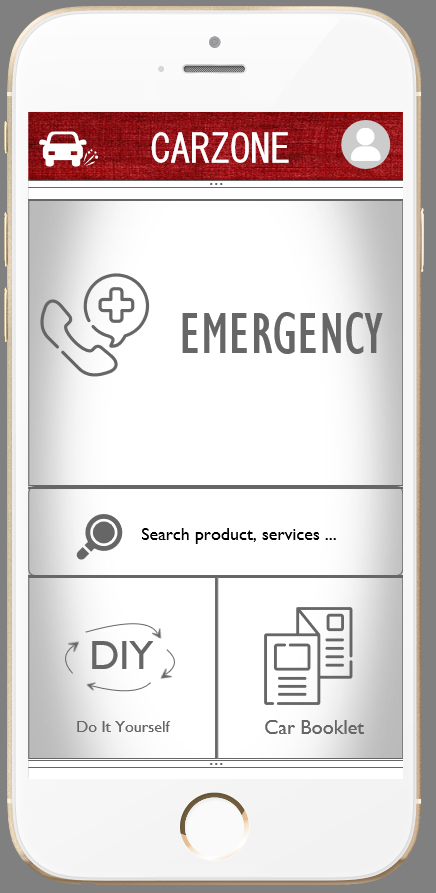 CARZONE
EMERGENCY
Search product, services ...
DIY
Do It Yourself
Car Booklet